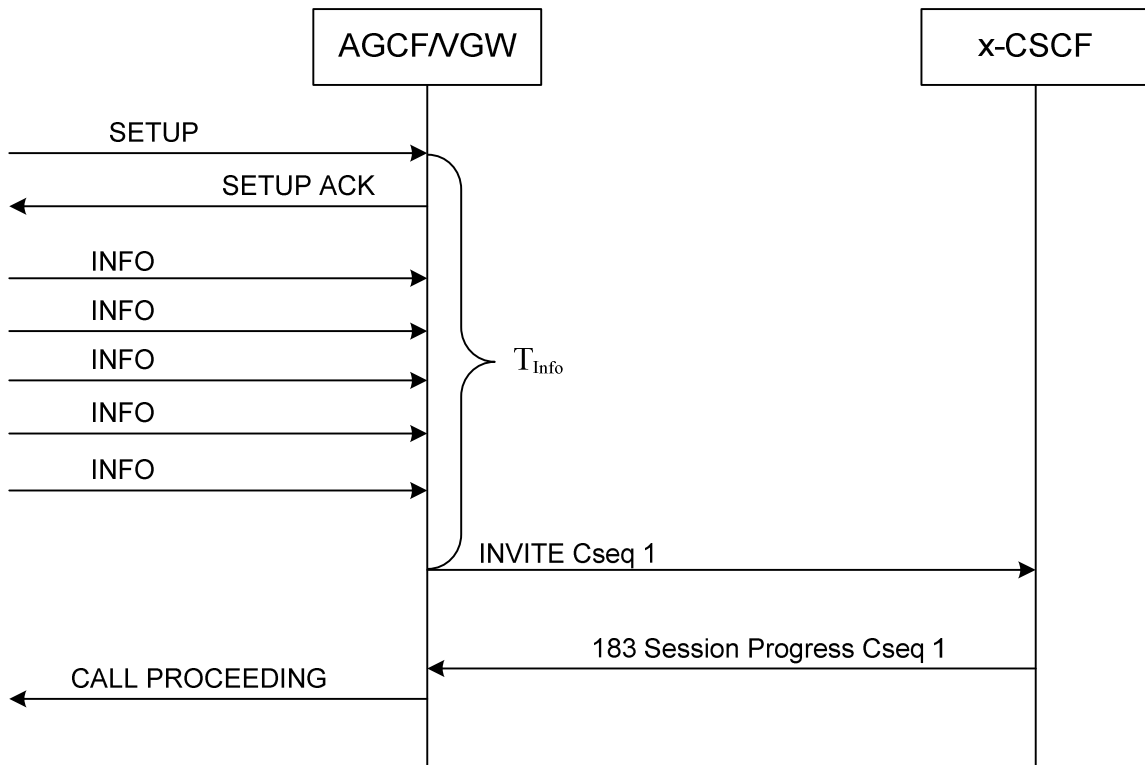 AGCF/VGW
x-CSCF
SETUP
SETUP ACK
INFO
INFO
INFO
TInfo
INFO
INFO
INVITE Cseq 1
183 Session Progress Cseq 1
CALL PROCEEDING